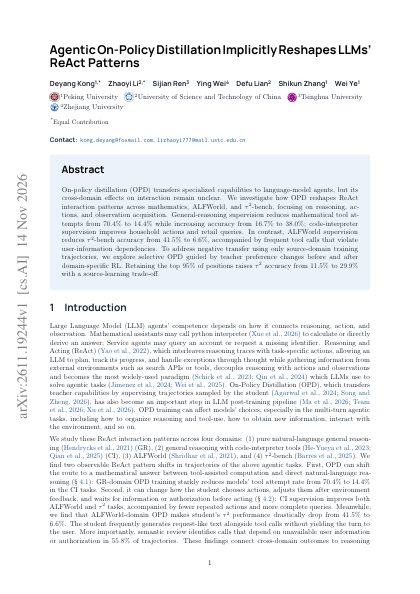 Agentic On-Policy Distillation Implicitly Reshapes LLMs'
ReAct Patterns
Deyang Kong1,* Zhaoyi Li2,* Sijian Ren3 Ying Wei4 Defu Lian2 Shikun Zhang1 Wei Ye1
1Peking University 2University of Science and Technology of China 3Tsinghua University
4Zhejiang University
*Equal Contribution
Contact: kong.deyang@foxmail.com, lizhaoyi777@mail.ustc.edu.cn
Abstract
On-policy distillation (OPD) transfers specialized capabilities to language-model agents, but its
cross-domain effects on interaction remain unclear. We investigate how OPD reshapes ReAct
interaction patterns across mathematics, ALFWorld, and τ²-bench, focusing on reasoning, ac-
tions, and observation acquisition. General-reasoning supervision reduces mathematical tool at-
tempts from 70.4% to 14.4% while increasing accuracy from 16.7% to 38.0%; code-interpreter
supervision improves household actions and retail queries. In contrast, ALFWorld supervision
reduces τ²-bench accuracy from 41.5% to 6.6%, accompanied by frequent tool calls that violate
user-information dependencies. To address negative transfer using only source-domain training
trajectories, we explore selective OPD guided by teacher preference changes before and after
domain-specific RL. Retaining the top 95% of positions raises τ² accuracy from 11.5% to 29.9%
with a source-learning trade-off.
1 Introduction
Large Language Model (LLM) agents' competence depends on how it connects reasoning, action, and
observation. Mathematical assistants may call python interpreter (Xue et al., 2026) to calculate or directly
derive an answer. Service agents may query an account or request a missing identifier. Reasoning and
Acting (ReAct) (Yao et al., 2022), which interleaves reasoning traces with task-specific actions, allowing an
LLM to plan, track its progress, and handle exceptions through thought while gathering information from
external environments such as search APIs or tools, decouples reasoning with actions and observations
and becomes the most widely-used paradigm (Schick et al., 2023; Qin et al., 2024) which LLMs use to
solve agentic tasks (Jimenez et al., 2024; Wei et al., 2025). On-Policy Distillation (OPD), which transfers
teacher capabilities by supervising trajectories sampled by the student (Agarwal et al., 2024; Song and
Zheng, 2026), has also become an important step in LLM post-training pipeline (Ma et al., 2026; Team
et al., 2026; Xu et al., 2026). OPD training can affect models' choices, especially in the multi-turn agentic
tasks, including how to organize reasoning and tool-use, how to obtain new information, interact with
the environment, and so on.
We study these ReAct interaction patterns across four domains: (1) pure natural-language general reason-
ing (Hendrycks et al., 2021) (GR), (2) general reasoning with code-interpreter tools (He-Yueya et al., 2023;
Qian et al., 2025) (CI), (3) ALFWorld (Shridhar et al., 2021), and (4) τ²-bench (Barres et al., 2025). We
find two observable ReAct pattern shifts in trajectories of the above agentic tasks. First, OPD can shift
the route to a mathematical answer between tool-assisted computation and direct natural-language rea-
soning (§ 4.1): GR-domain OPD training starkly reduces models' tool attempt rate from 70.4% to 14.4%
in the CI tasks. Second, it can change how the student chooses actions, adjusts them after environment
feedback, and waits for information or authorization before acting (§ 4.2): CI supervision improves both
ALFWorld and τ² tasks, accompanied by fewer repeated actions and more complete queries. Meanwhile,
we find that ALFWorld-domain OPD makes student's τ² performance drastically drop from 41.5% to
6.6%. The student frequently generates request-like text alongside tool calls without yielding the turn to
the user. More importantly, semantic review identifies calls that depend on unavailable user information
or authorization in 55.8% of trajectories. These findings connect cross-domain outcomes to reasoning
1
arXiv:2611.19244v1 [cs.AI] 14 Nov 2026